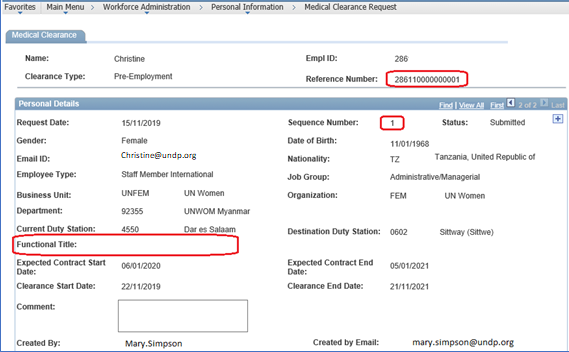 Favorites Main Menu > Workforce Administration > Personal Information > Medical Clearance Request
Medical Clearance
Name: Christine Empl ID: 286
Clearance Type: Pre-Employment Reference Number: 286110000000001
Personal Details Find | View All First 2 of 2 Last
Request Date: 15/11/2019 Sequence Number: 1 Status: Submitted
Gender: Female Date of Birth: 11/01/1968
Email ID: Christine@undp.org Nationality: TZ Tanzania, United Republic of
Employee Type: Staff Member International Job Group: Administrative/Managerial
Business Unit: UNFEM UN Women Organization: FEM UN Women
Department: 92355 UNWOM Myanmar
Current Duty Station: 4550 Dar es Salaam Destination Duty Station: 0602 Sittway (Sittwe)
Functional Title:
Expected Contract Start Date: 06/01/2020 Expected Contract End Date: 05/01/2021
Clearance Start Date: 22/11/2019 Clearance End Date: 21/11/2021
Comment:
Created By: Mary.Simpson Created by Email: mary.simpson@undp.org